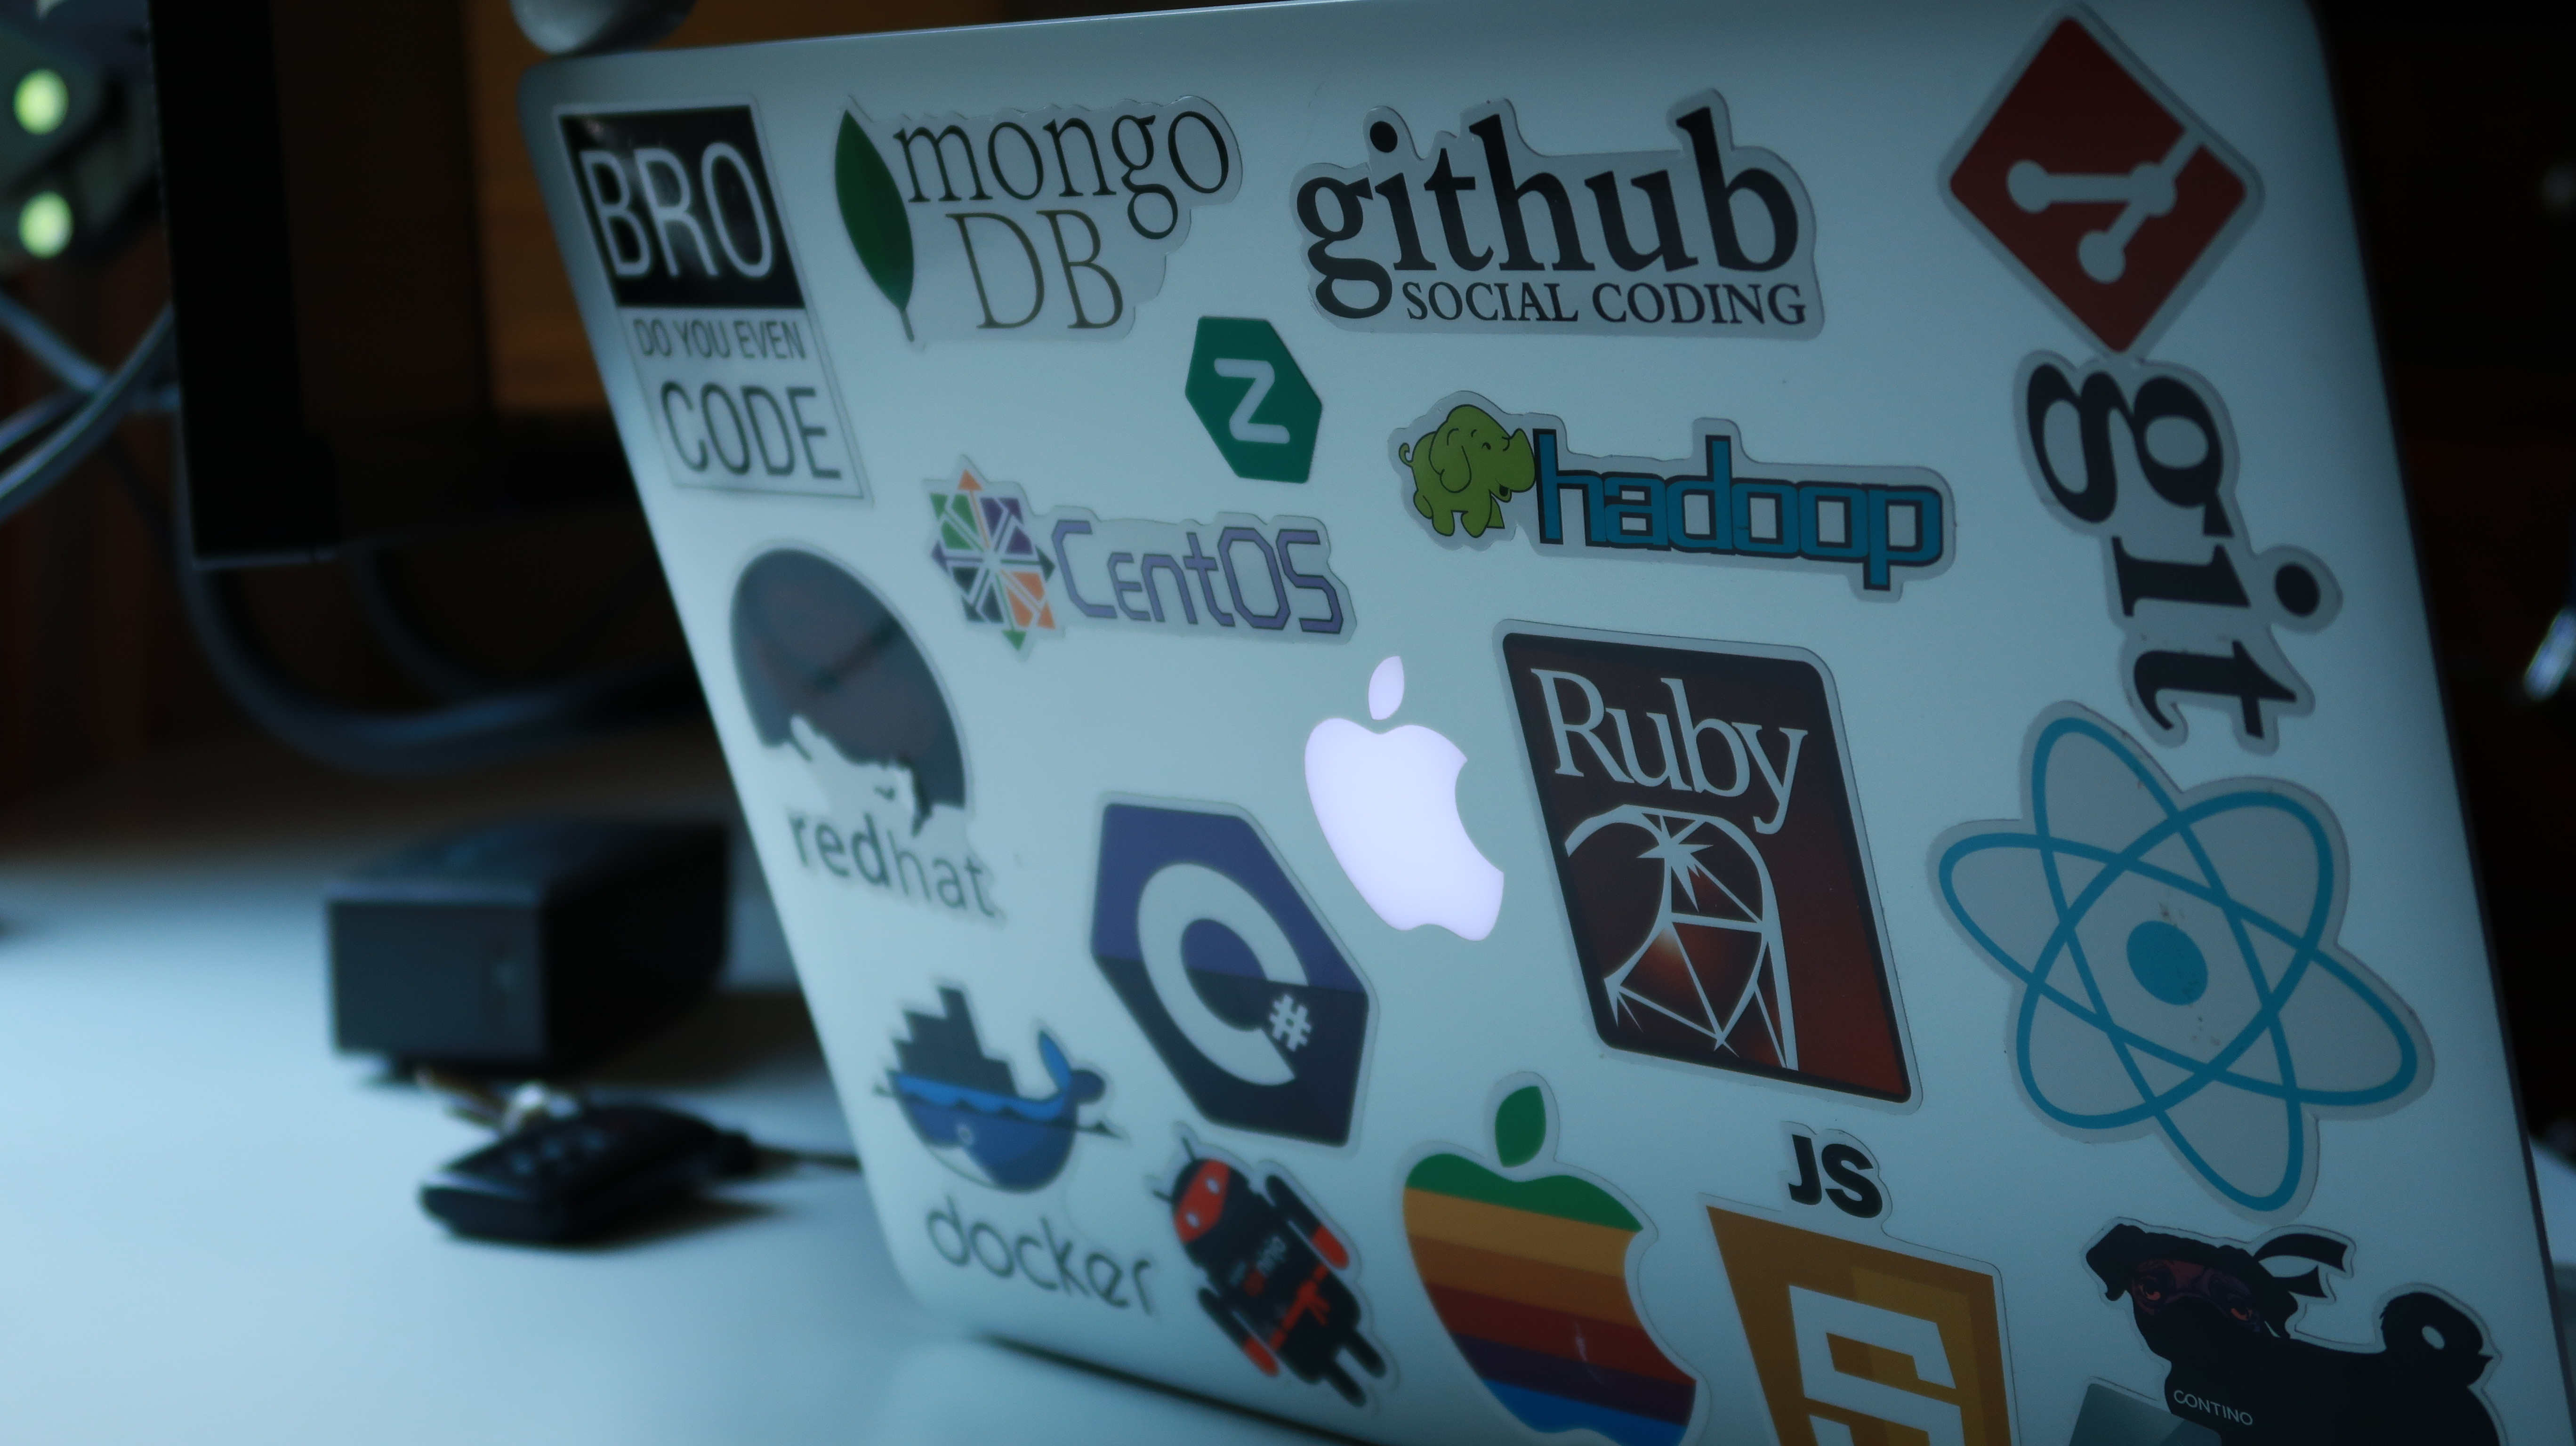 BRO
DO YOU EVEN
CODE
mongo
DB
github
SOCIAL CODING
git
Z
hadoop
CentOS
redhat
Ruby
C
#
docker
JS
CONTINO